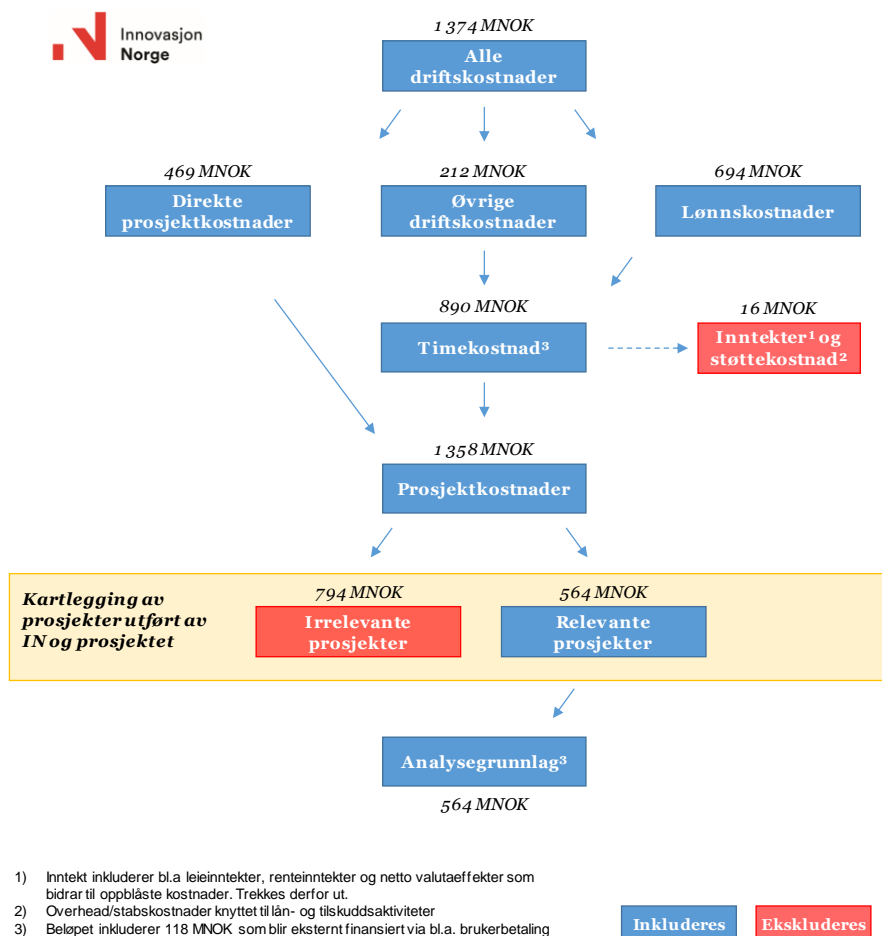 Innovasjon
Norge
1 374 MNOK
Alle
driftskostnader
469 MNOK
Direkte
prosjektkostnader
212 MNOK
Øvrige
driftskostnader
694 MNOK
Lønnskostnader
890 MNOK
Timekostnad³
16 MNOK
Inntekter¹ og
støttekostnad²
1 358 MNOK
Prosjektkostnader
Kartlegging av
prosjekter utført av
IN og prosjektet
794 MNOK
Irrelevante
prosjekter
564 MNOK
Relevante
prosjekter
Analysegrunnlag³
564 MNOK
1) Inntekt inkluderer bl.a leieinntekter, renteinntekter og netto valutaeffekter som
bidrar til oppblåste kostnader. Trekkes derfor ut.
2) Overhead/stabskostnader knyttet til lån- og tilskuddsaktiviteter
3) Beløpet inkluderer 118 MNOK som blir eksternt finansiert via bl.a. brukerbetaling
Inkluderes
Ekskluderes